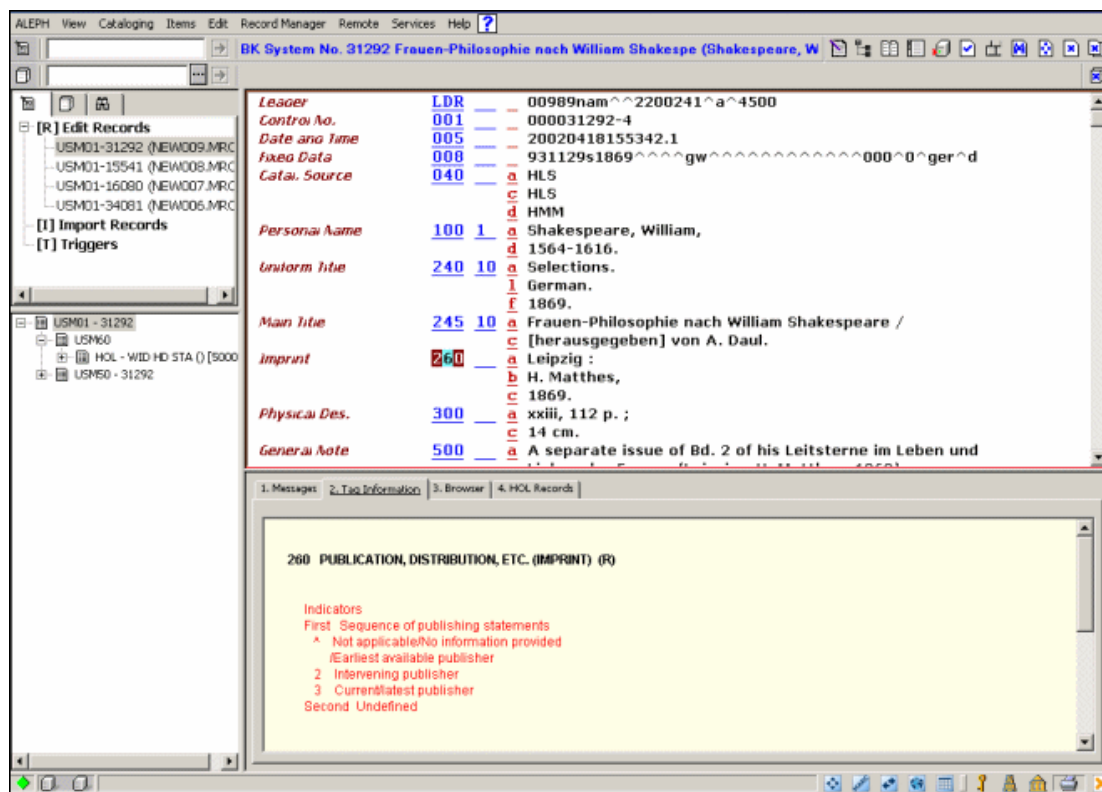 ALEPH View Cataloging Items Edit Record Manager Remote Services Help ?
BK System No. 31292 Frauen-Philosophie nach William Shakespe (Shakespeare, W
[R] Edit Records
USM01-31292 (NEW009.MRC
USM01-15541 (NEW008.MRC
USM01-16080 (NEW007.MRC
USM01-34081 (NEW006.MRC
[I] Import Records
[T] Triggers
USM01 - 31292
USM60
HOL - WID HD STA () [5000
USM50 - 31292
Leader LDR __ _ 00989nam^^2200241^a^4500
Control No. 001 __ _ 000031292-4
Date and Time 005 __ _ 20020418155342.1
Fixed Data 008 __ _ 931129s1869^^^^gw^^^^^^^^^^^^^000^0^ger^d
Catal. Source 040 __ a HLS
c HLS
d HMM
Personal Name 100 1_ a Shakespeare, William,
d 1564-1616.
Uniform Title 240 10 a Selections.
l German.
f 1869.
Main Title 245 10 a Frauen-Philosophie nach William Shakespeare /
c [herausgegeben] von A. Daul.
Imprint 260 __ a Leipzig :
b H. Matthes,
c 1869.
Physical Des. 300 __ a xxiii, 112 p. ;
c 14 cm.
General Note 500 __ a A separate issue of Bd. 2 of his Leitsterne im Leben und
1. Messages 2. Tag Information 3. Browser 4. HOL Records
260 PUBLICATION, DISTRIBUTION, ETC. (IMPRINT) (R)
Indicators
First Sequence of publishing statements
^ Not applicable/No information provided
/Earliest available publisher
2 Intervening publisher
3 Current/latest publisher
Second Undefined